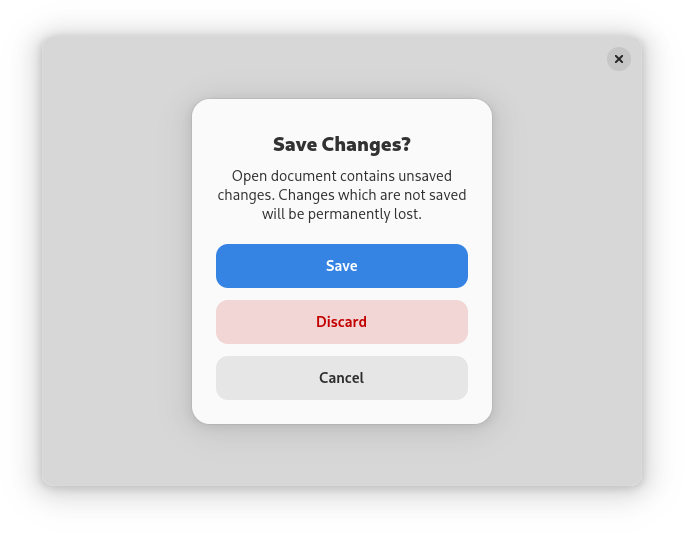 Save Changes?
Open document contains unsaved
changes. Changes which are not saved
will be permanently lost.
Save
Discard
Cancel